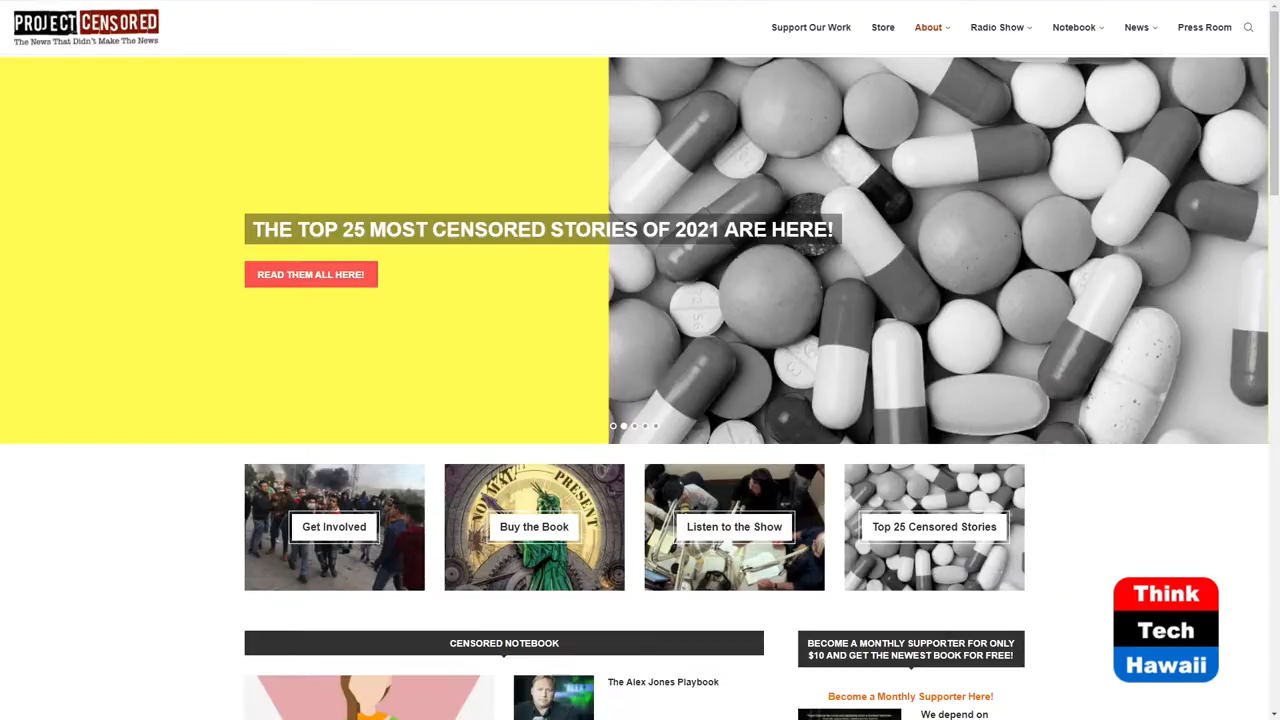 PROJECT CENSORED
The News That Didn't Make The News
Support Our Work
Store
About
Radio Show
Notebook
News
Press Room
THE TOP 25 MOST CENSORED STORIES OF 2021 ARE HERE!
READ THEM ALL HERE!
Get Involved
Buy the Book
Listen to the Show
Top 25 Censored Stories
Think
Tech
Hawaii
CENSORED NOTEBOOK
BECOME A MONTHLY SUPPORTER FOR ONLY
$10 AND GET THE NEWEST BOOK FOR FREE!
The Alex Jones Playbook
Become a Monthly Supporter Here!
We depend on